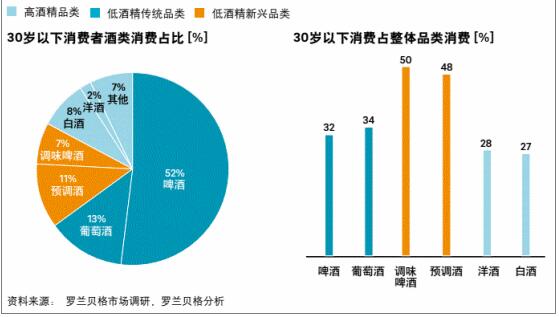 高酒精品类 低酒精传统品类 低酒精新兴品类
30岁以下消费者酒类消费占比 [%]
7%
其他
2%
洋酒
8%
白酒
7%
调味啤酒
11%
预调酒
13%
葡萄酒
52%
啤酒
30岁以下消费占整体品类消费 [%]
32
34
50
48
28
27
啤酒 葡萄酒 调味 预调酒 洋酒 白酒
啤酒
资料来源： 罗兰贝格市场调研，罗兰贝格分析